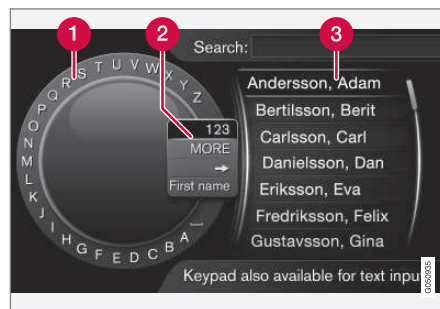 1
2
3
Search:
A B C D E F G H I J K L M N O P Q R S T U V W X Y Z
123
MORE
First name
Andersson, Adam
Bertilsson, Berit
Carlsson, Carl
Danielsson, Dan
Eriksson, Eva
Fredriksson, Felix
Gustavsson, Gina
Keypad also available for text input
G050935